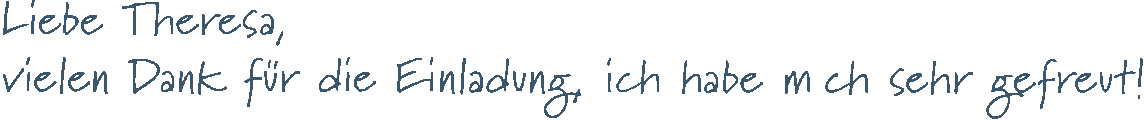 Liebe Theresa,
vielen Dank für die Einladung, ich habe m ch sehr gefreut!